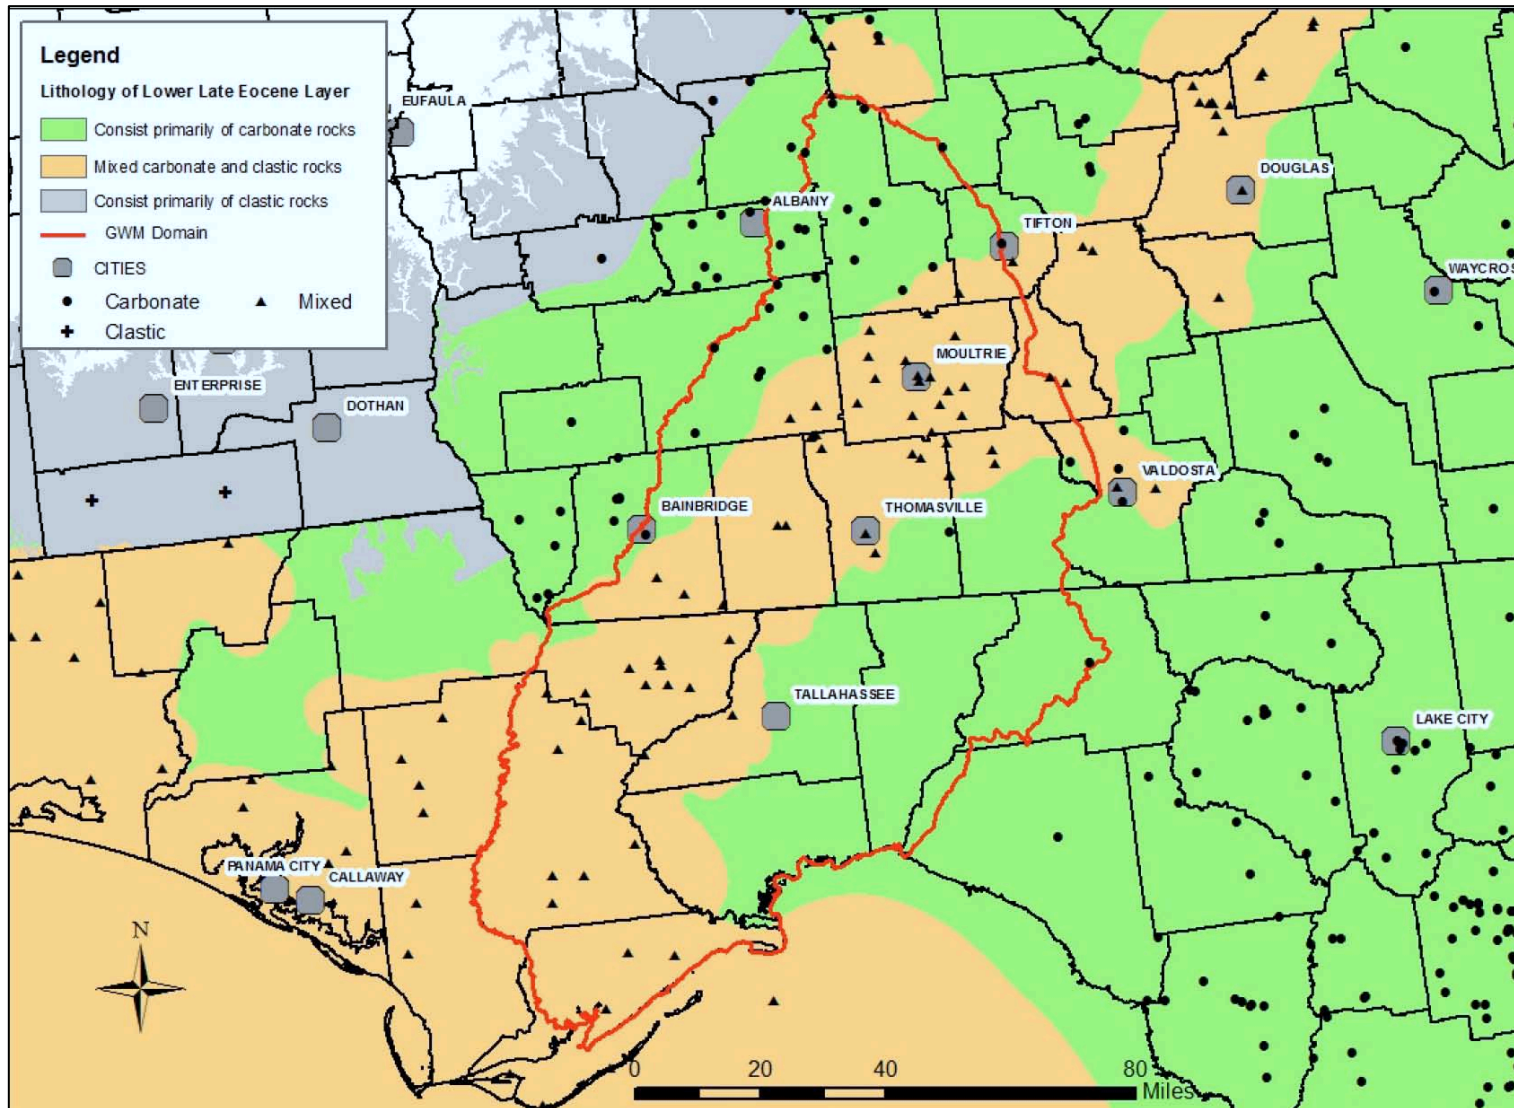 Legend
Lithology of Lower Late Eocene Layer
Consist primarily of carbonate rocks
Mixed carbonate and clastic rocks
Consist primarily of clastic rocks
GWM Domain
CITIES
Carbonate
Mixed
Clastic
EUFAULA
DOUGLAS
ALBANY
TIFTON
WAYCROS
MOULTRIE
ENTERPRISE
DOTHAN
VALDOSTA
BAINBRIDGE
THOMASVILLE
TALLAHASSEE
LAKE CITY
PANAMA CITY
CALLAWAY
N
0 20 40 80
Miles